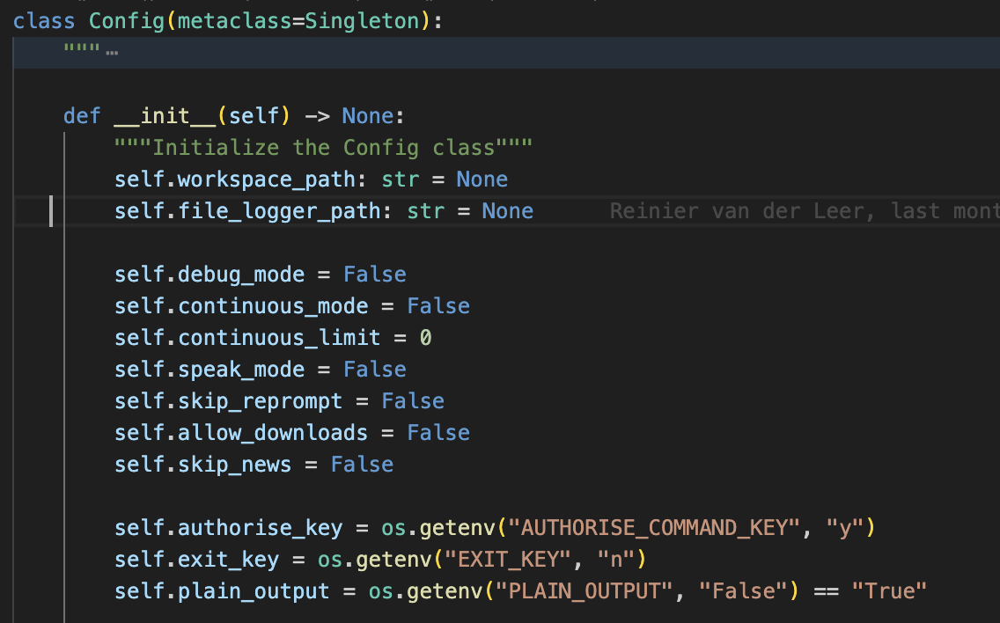 class Config(metaclass=Singleton):
    """…

    def __init__(self) -> None:
        """Initialize the Config class"""
        self.workspace_path: str = None
        self.file_logger_path: str = None      Reinier van der Leer, last mont

        self.debug_mode = False
        self.continuous_mode = False
        self.continuous_limit = 0
        self.speak_mode = False
        self.skip_reprompt = False
        self.allow_downloads = False
        self.skip_news = False

        self.authorise_key = os.getenv("AUTHORISE_COMMAND_KEY", "y")
        self.exit_key = os.getenv("EXIT_KEY", "n")
        self.plain_output = os.getenv("PLAIN_OUTPUT", "False") == "True"